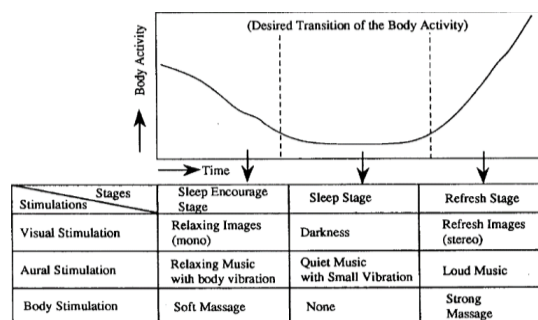 (Desired Transition of the Body Activity)
Body Activity
Time
Stages
Stimulations
Sleep Encourage
Stage
Sleep Stage
Refresh Stage
Visual Stimulation
Relaxing Images
(mono)
Darkness
Refresh Images
(stereo)
Aural Stimulation
Relaxing Music
with body vibration
Quiet Music
with Small Vibration
Loud Music
Body Stimulation
Soft Massage
None
Strong
Massage